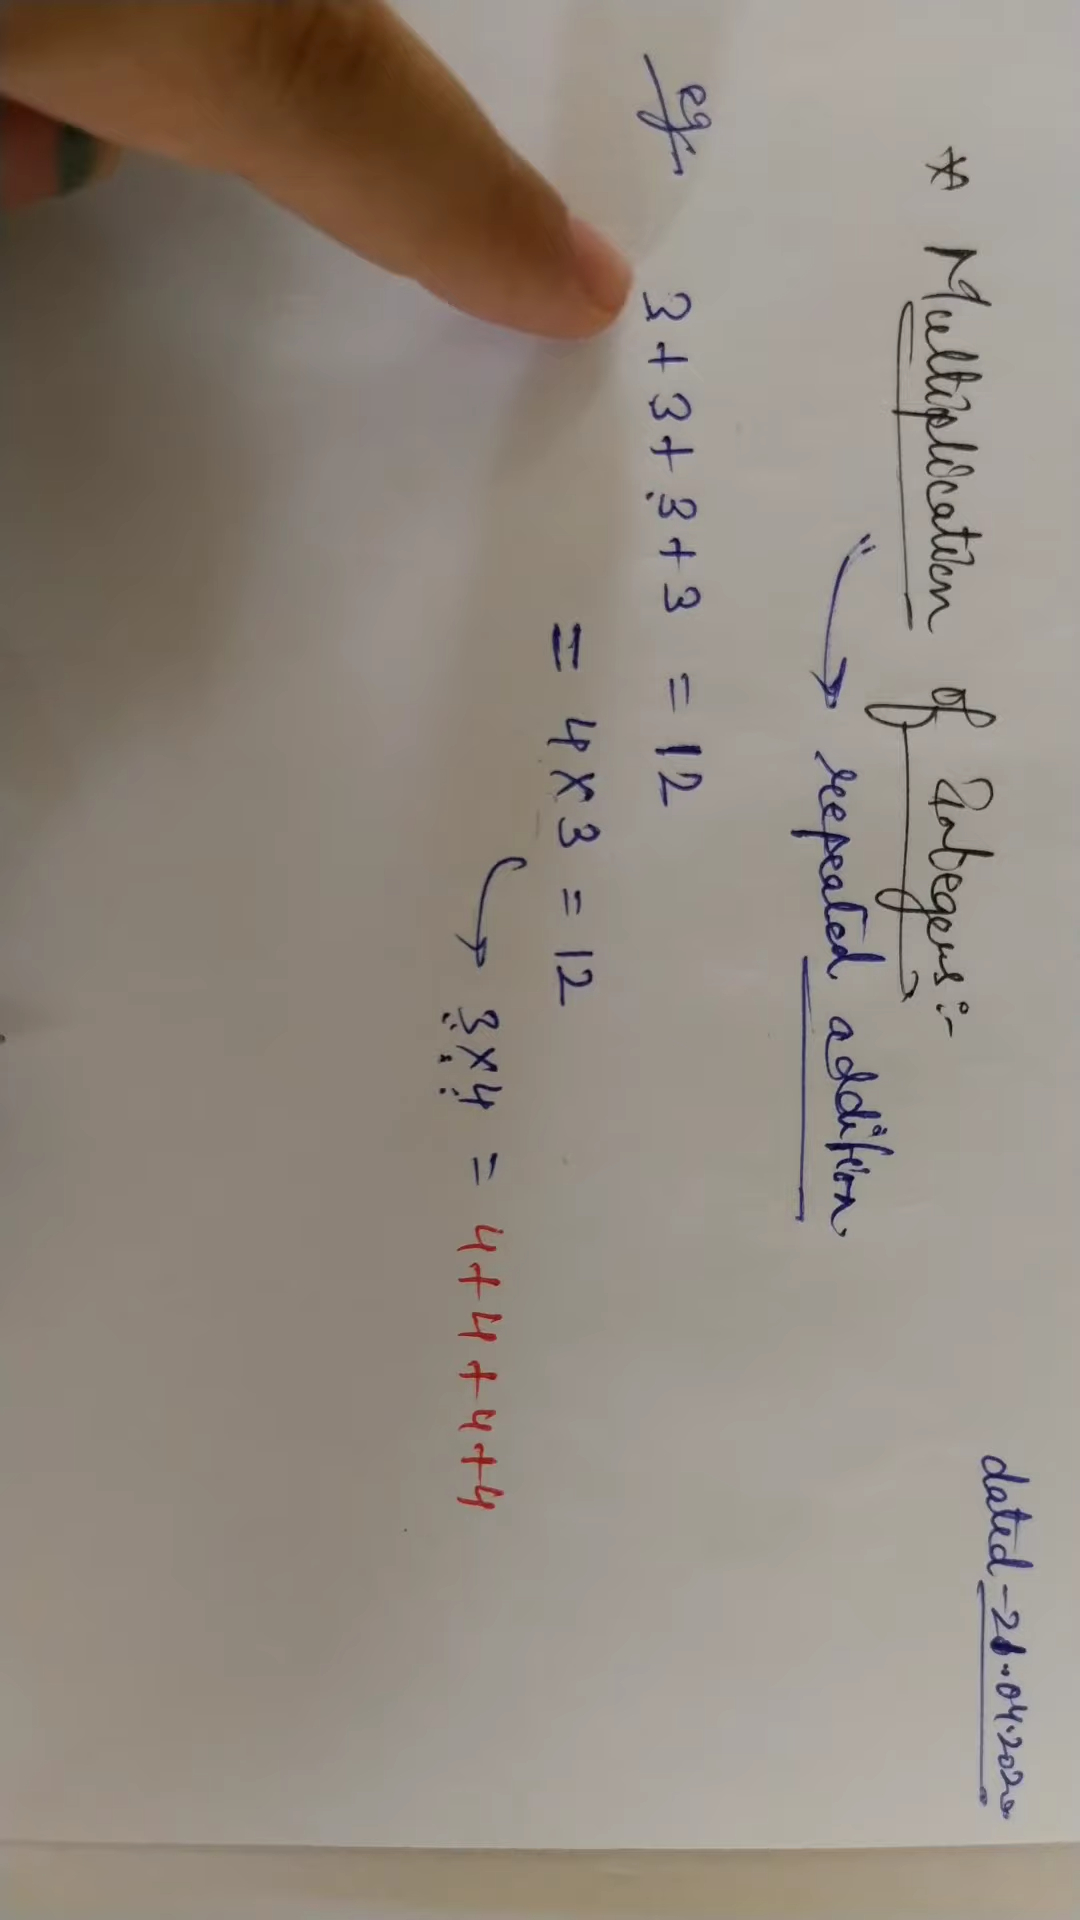 dated - 21.04.2020
* Multiplication of Integers:-
→ repeated addition.
eg:- 3+3+3+3 = 12
= 4×3 = 12
→ 3×4 = 4+4+4+4